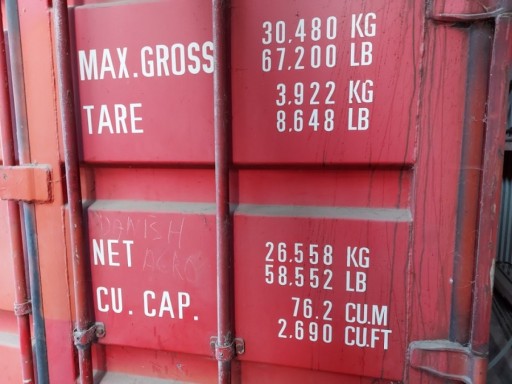 MAX.GROSS 30.480 KG
67.200 LB
TARE 3.922 KG
8.648 LB
DANISH
NET 26.558 KG
58.552 LB
CU. CAP. 76.2 CU.M
2.690 CU.FT